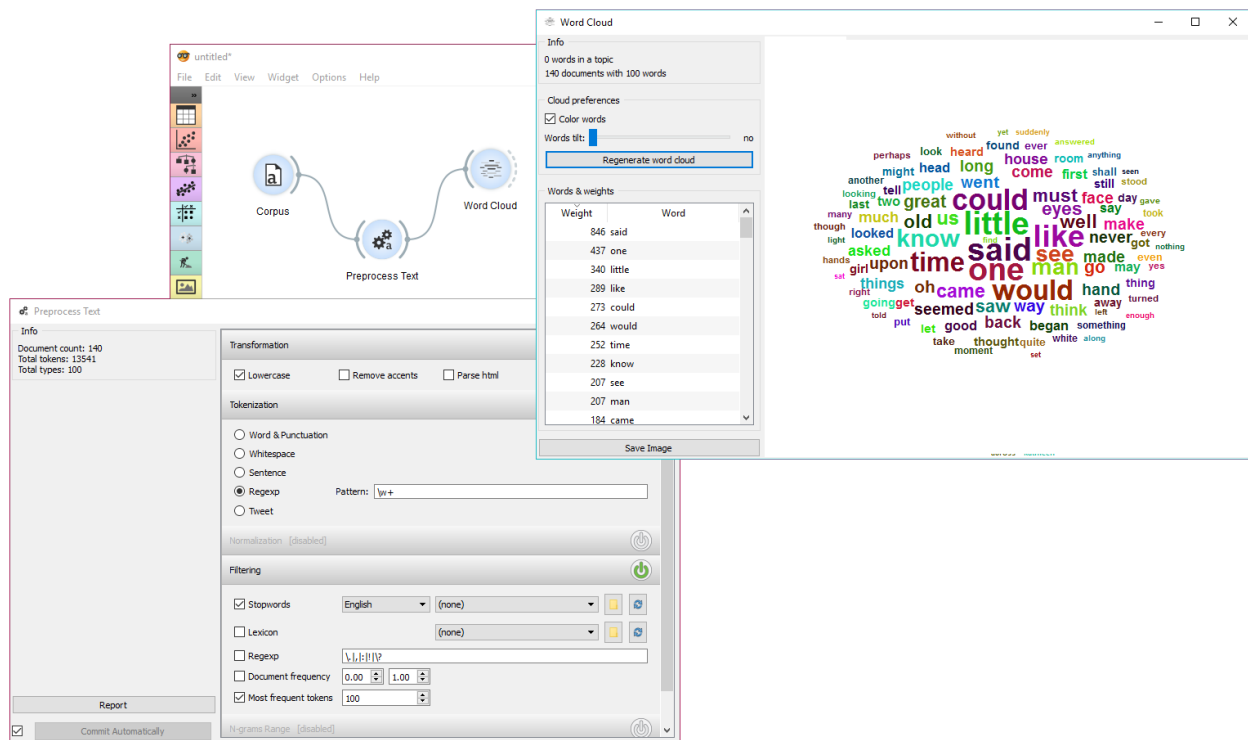 Word Cloud
Info
0 words in a topic
140 documents with 100 words
Cloud preferences
Color words
Words tilt: no
Regenerate word cloud
Words & weights
Weight Word
846 said
437 one
340 little
289 like
273 could
264 would
252 time
228 know
207 see
207 man
184 came
Save Image
without yet suddenly
perhaps look heard found ever answered
might head long house room anything
another tell people went come first shall seen
looking last two great could must face day still stood
many much old us little eyes say gave
though looked know said like well make took
light asked find never got every
hands girl upon time one man see made even nothing
sat things oh came would go may yes
right going get seemed saw way think hand thing
told put let good back began away left turned
take thought quite white something along enough
moment set
untitled*
File Edit View Widget Options Help
Corpus
Preprocess Text
Word Cloud
Preprocess Text
Info
Document count: 140
Total tokens: 13541
Total types: 100
Report
Commit Automatically
Transformation
Lowercase Remove accents Parse html
Tokenization
Word & Punctuation
Whitespace
Sentence
Regexp Pattern: \w+
Tweet
Normalization [disabled]
Filtering
Stopwords English (none)
Lexicon (none)
Regexp \.|,|:|!|\?
Document frequency 0.00 1.00
Most frequent tokens 100
N-grams Range [disabled]